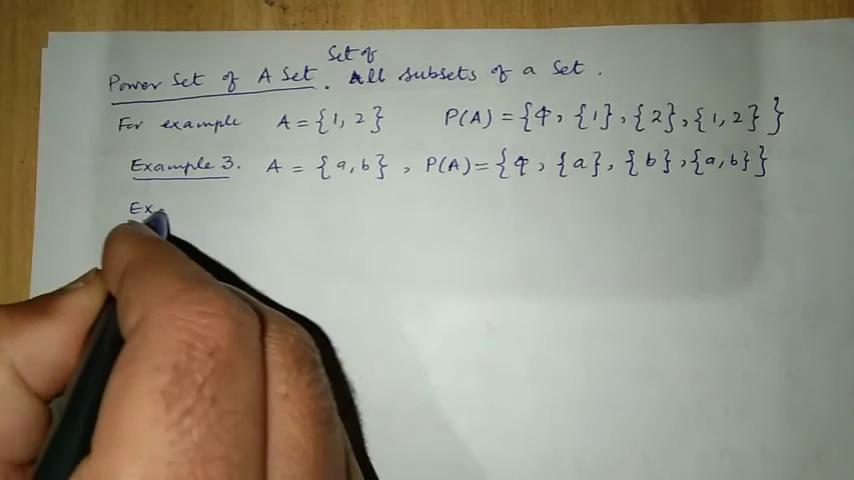 Power Set of A Set. Set of All subsets of a Set.
For example A = {1, 2} P(A) = {φ, {1}, {2}, {1, 2}}
Example 3. A = {a, b}, P(A) = {φ, {a}, {b}, {a, b}}
Ex